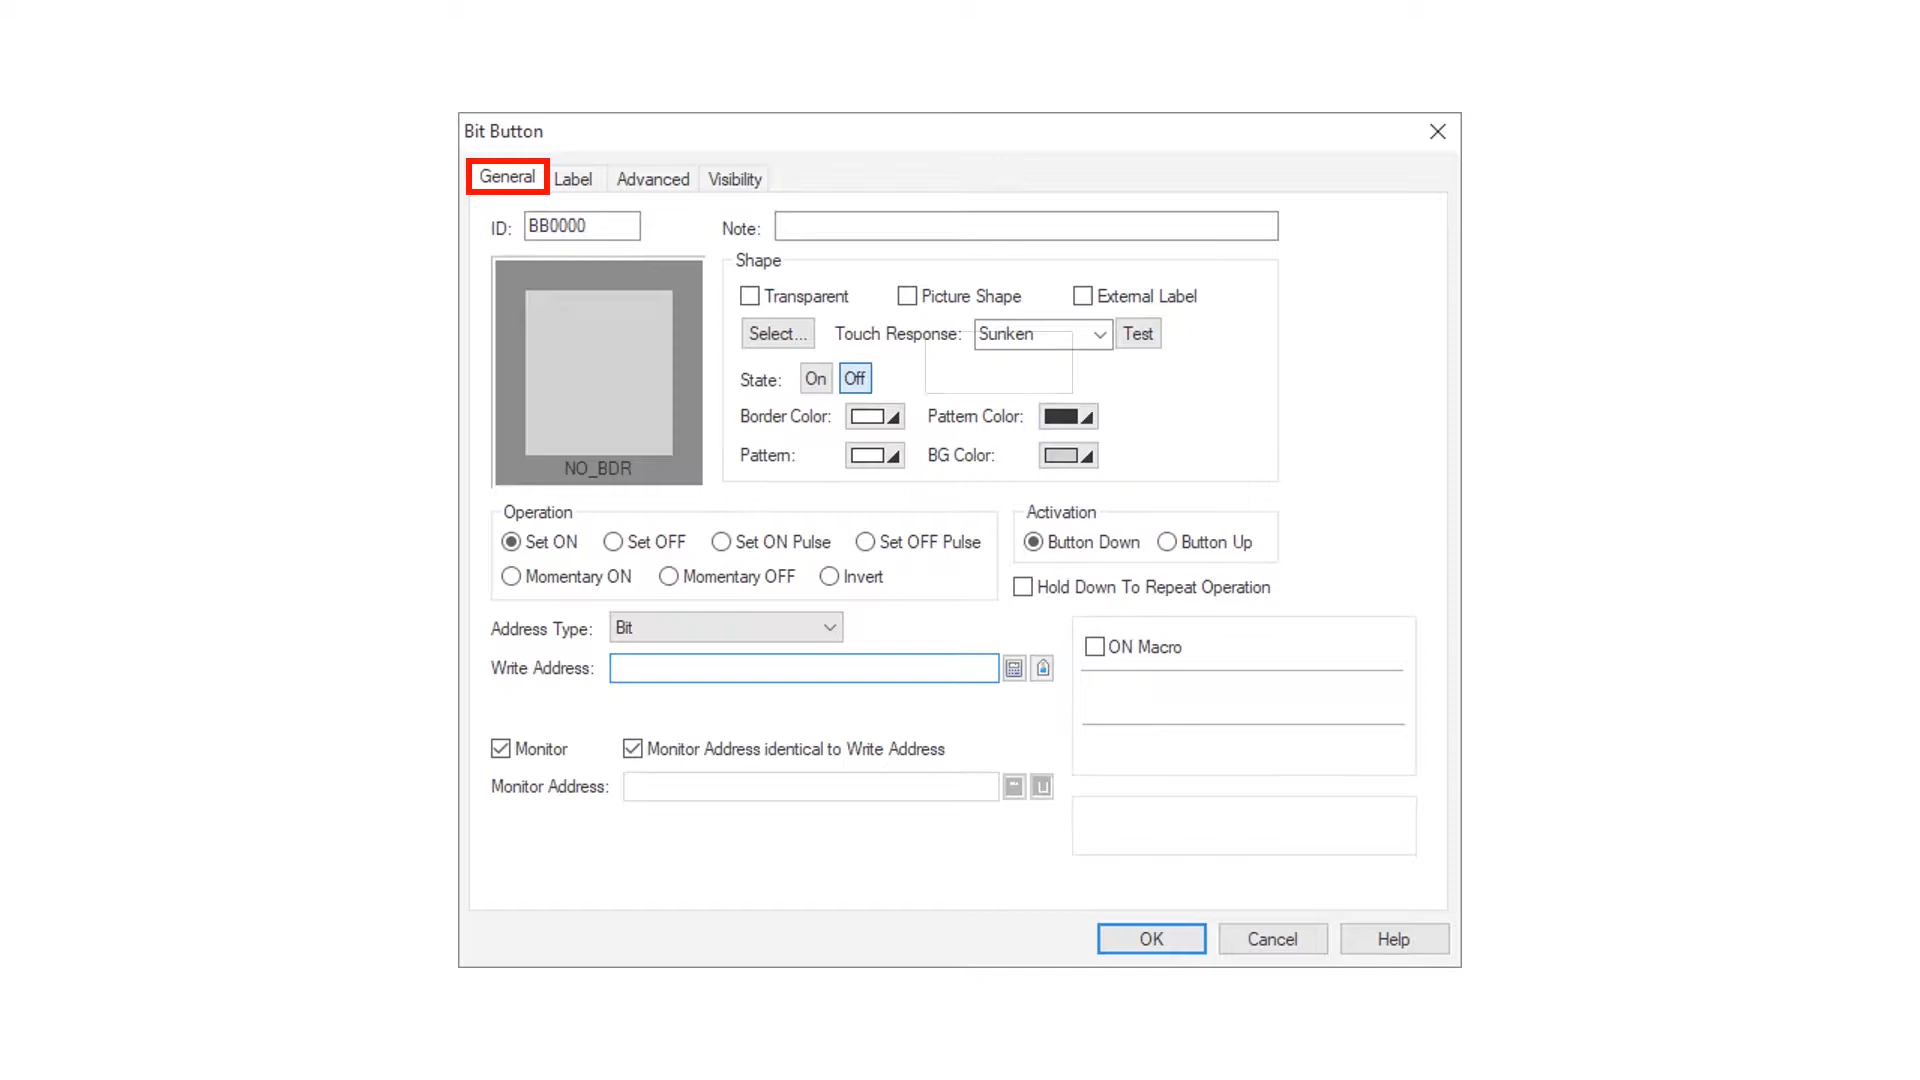 Bit Button
General Label Advanced Visibility
ID: BB0000 Note:
Shape
Transparent Picture Shape External Label
Select... Touch Response: Sunken Test
State: On Off
Border Color: Pattern Color:
Pattern: BG Color:
NO_BDR
Operation
Set ON Set OFF Set ON Pulse Set OFF Pulse
Momentary ON Momentary OFF Invert
Activation
Button Down Button Up
Hold Down To Repeat Operation
Address Type: Bit
Write Address:
ON Macro
Monitor Monitor Address identical to Write Address
Monitor Address:
OK Cancel Help